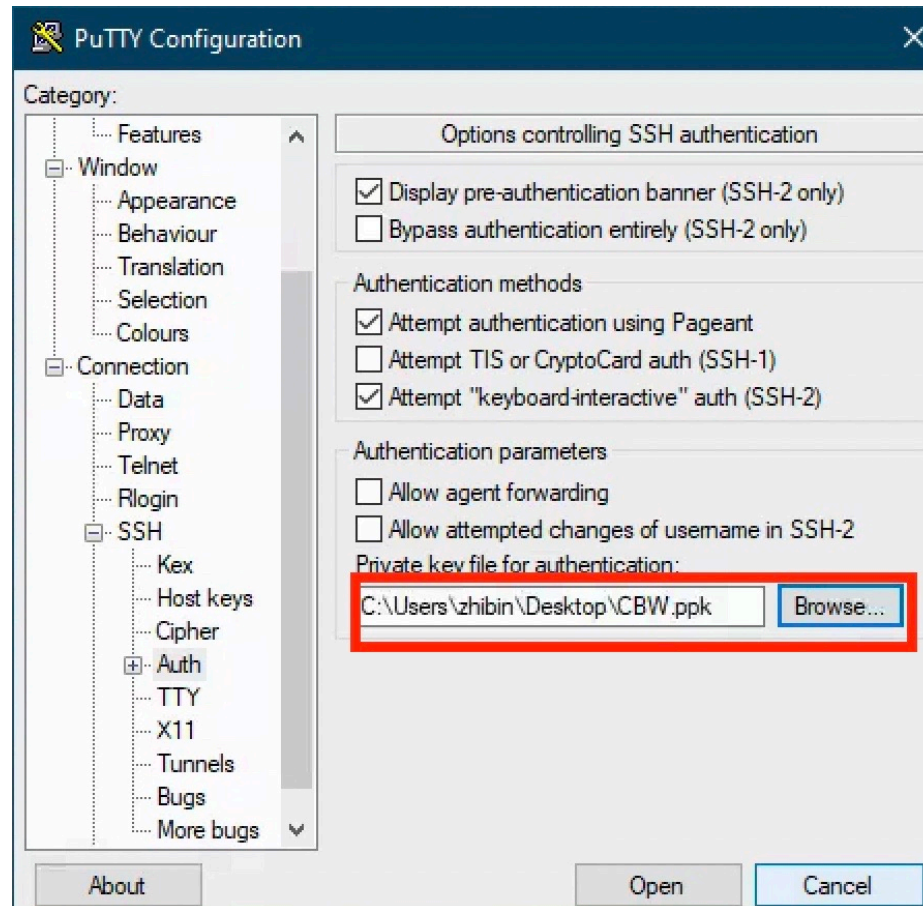 PuTTY Configuration
Category:
Features
Window
Appearance
Behaviour
Translation
Selection
Colours
Connection
Data
Proxy
Telnet
Rlogin
SSH
Kex
Host keys
Cipher
Auth
TTY
X11
Tunnels
Bugs
More bugs
Options controlling SSH authentication
Display pre-authentication banner (SSH-2 only)
Bypass authentication entirely (SSH-2 only)
Authentication methods
Attempt authentication using Pageant
Attempt TIS or CryptoCard auth (SSH-1)
Attempt "keyboard-interactive" auth (SSH-2)
Authentication parameters
Allow agent forwarding
Allow attempted changes of username in SSH-2
Private key file for authentication:
C:\Users\zhibin\Desktop\CBW.ppk Browse...
About Open Cancel